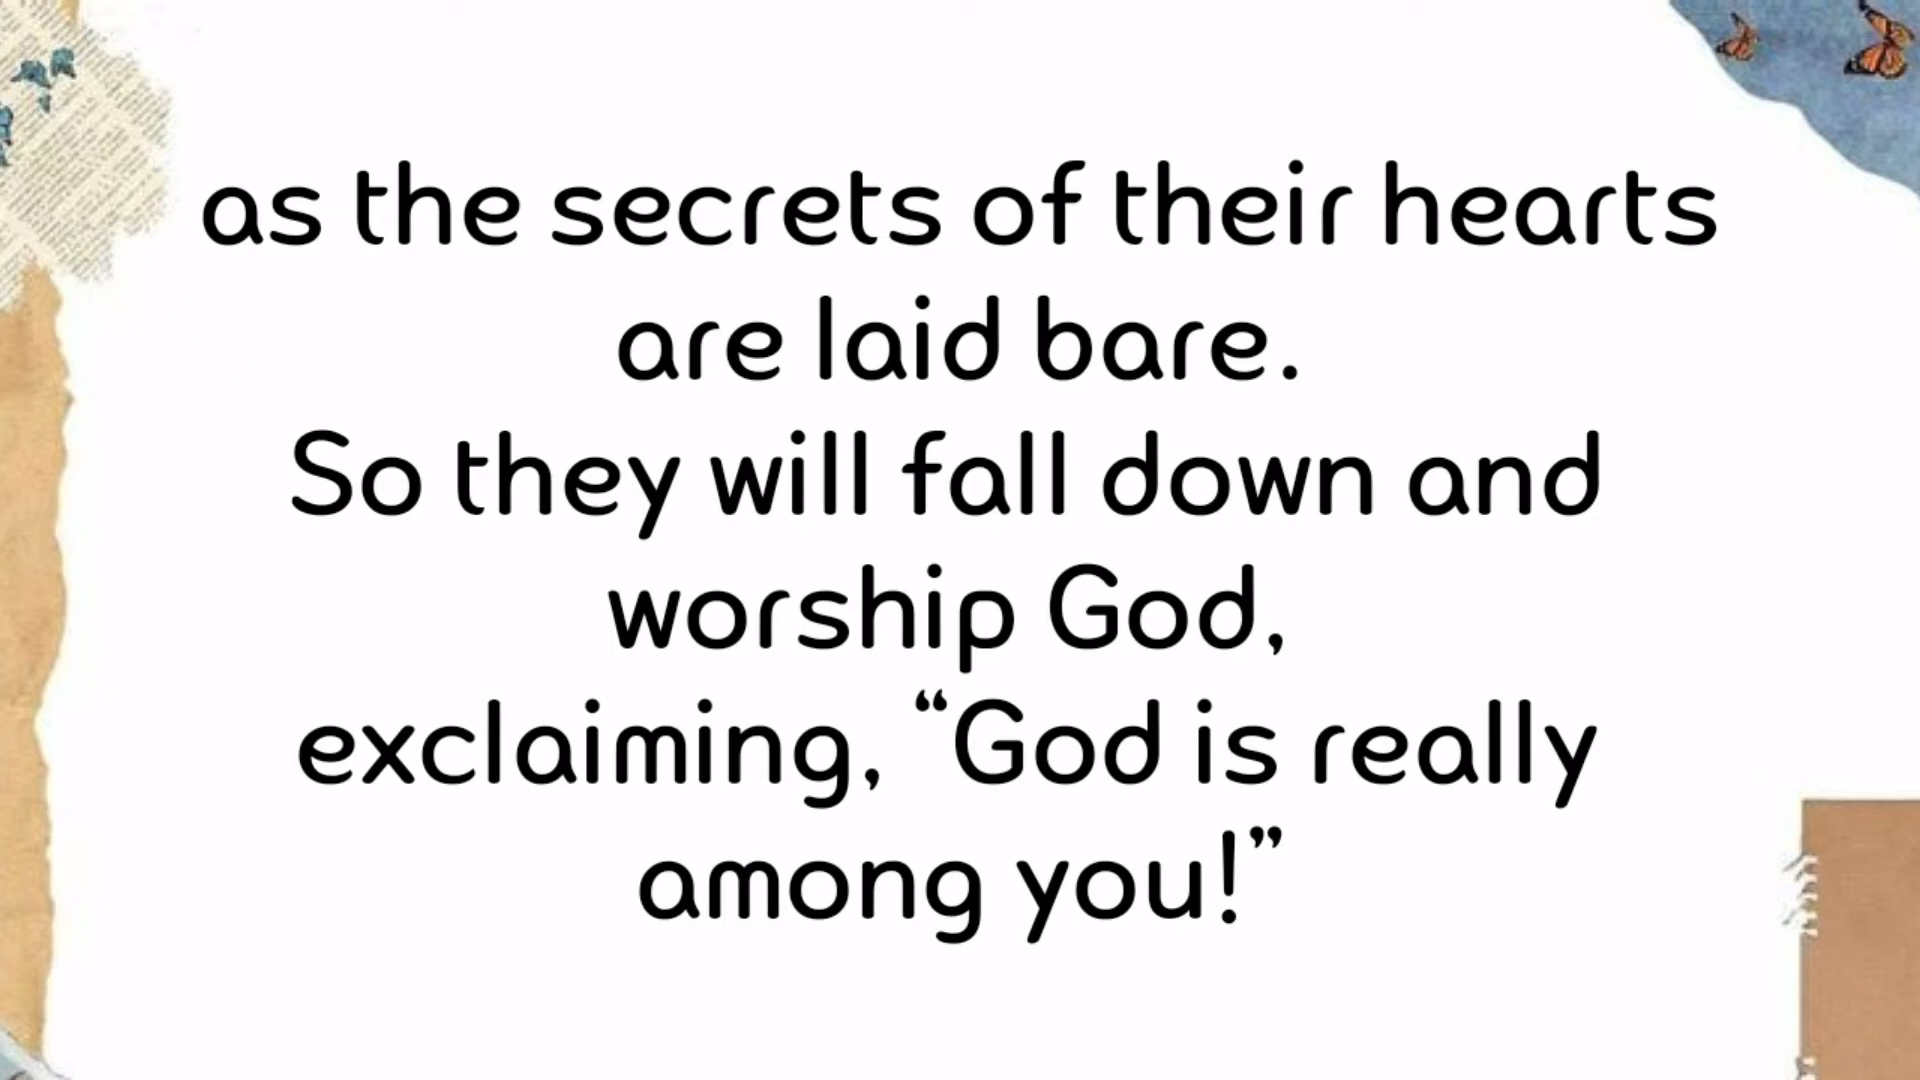 as the secrets of their hearts
are laid bare.
So they will fall down and
worship God,
exclaiming, “God is really
among you!”